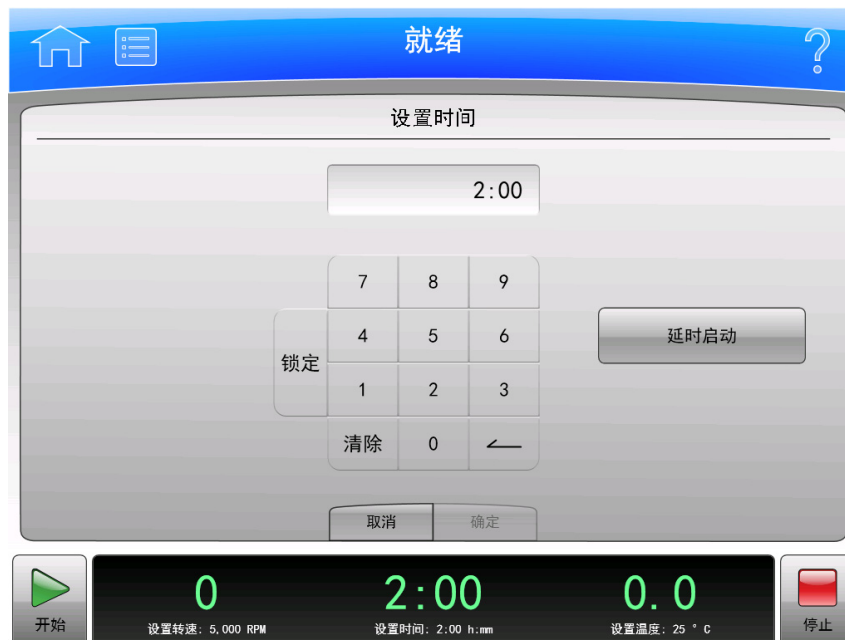 就绪
设置时间
2:00
7 8 9
4 5 6
锁定
1 2 3
清除 0
延时启动
取消 确定
0 2:00 0.0
开始 设置转速: 5,000 RPM 设置时间: 2:00 h:mm 设置温度: 25 ° C 停止